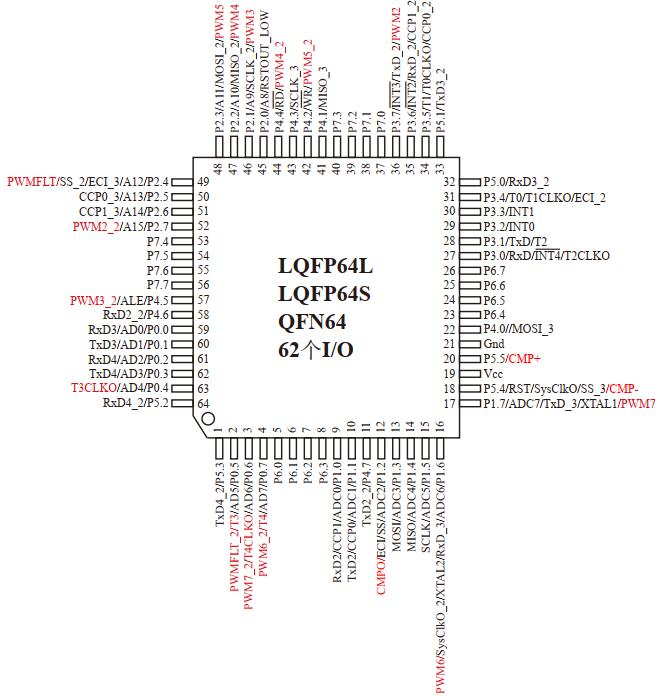 P2.3/A11/MOSI_2/PWM5
P2.2/A10/MISO_2/PWM4
P2.1/A9/SCLK_2/PWM3
P2.0/A8/RSTOUT_LOW
P4.4/RD/PWM4_2
P4.3/SCLK_3
P4.2/WR/PWM5_2
P4.1/MISO_3
P7.3
P7.2
P7.1
P7.0
P3.7/INT3/TxD_2/PWM2
P3.6/INT2/RxD_2/CCP1_2
P3.5/T1/T0CLKO/CCP0_2
P5.1/TxD3_2
48 47 46 45 44 43 42 41 40 39 38 37 36 35 34 33
PWMFLT/SS_2/ECI_3/A12/P2.4 49
CCP0_3/A13/P2.5 50
CCP1_3/A14/P2.6 51
PWM2_2/A15/P2.7 52
P7.4 53
P7.5 54
P7.6 55
P7.7 56
PWM3_2/ALE/P4.5 57
RxD2_2/P4.6 58
RxD3/AD0/P0.0 59
TxD3/AD1/P0.1 60
RxD4/AD2/P0.2 61
TxD4/AD3/P0.3 62
T3CLKO/AD4/P0.4 63
RxD4_2/P5.2 64
LQFP64L
LQFP64S
QFN64
62个I/O
32 P5.0/RxD3_2
31 P3.4/T0/T1CLKO/ECI_2
30 P3.3/INT1
29 P3.2/INT0
28 P3.1/TxD/T2
27 P3.0/RxD/INT4/T2CLKO
26 P6.7
25 P6.6
24 P6.5
23 P6.4
22 P4.0//MOSI_3
21 Gnd
20 P5.5/CMP+
19 Vcc
18 P5.4/RST/SysClkO/SS_3/CMP-
17 P1.7/ADC7/TxD_3/XTAL1/PWM7
1 2 3 4 5 6 7 8 9 10 11 12 13 14 15 16
TxD4_2/P5.3
PWMFLT_2/T3/AD5/P0.5
PWM7_2/T4CLKO/AD6/P0.6
PWM6_2/T4/AD7/P0.7
P6.0
P6.1
P6.2
P6.3
RxD2/CCP1/ADC0/P1.0
TxD2/CCP0/ADC1/P1.1
TxD2_2/P4.7
CMPO/ECI/SS/ADC2/P1.2
MOSI/ADC3/P1.3
MISO/ADC4/P1.4
SCLK/ADC5/P1.5
PWM6/SysClkO_2/XTAL2/RxD_3/ADC6/P1.6